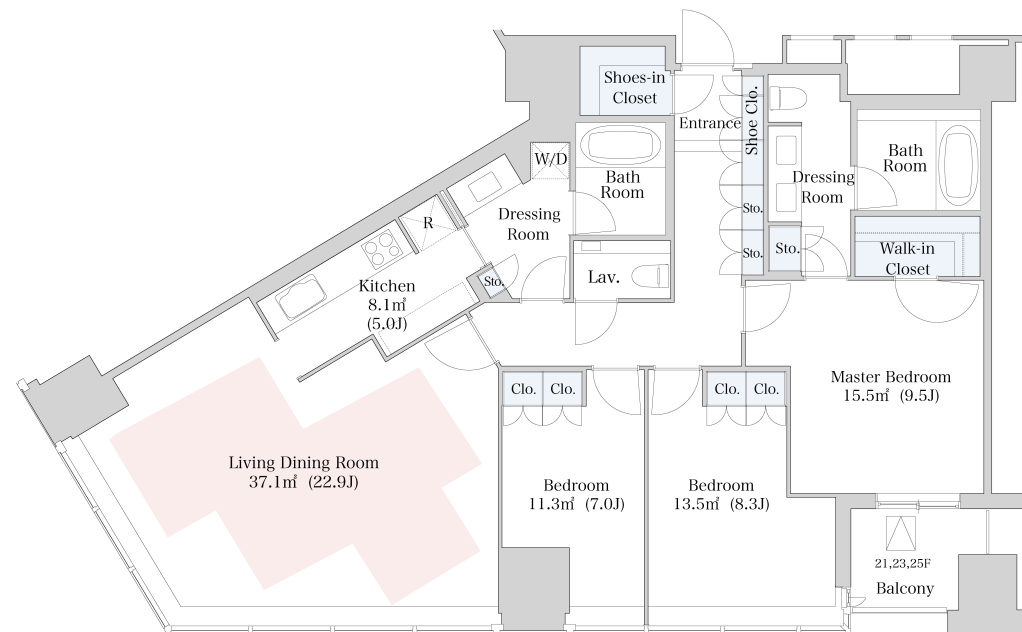 Shoes-in
Closet
Entrance
Shoe Clo.
W/D
Bath
Room
Dressing
Room
Bath
Room
Dressing
Room
R
Sto.
Sto.
Sto.
Walk-in
Closet
Lav.
Sto.
Kitchen
8.1㎡
(5.0J)
Clo.
Clo.
Clo.
Clo.
Master Bedroom
15.5㎡ (9.5J)
Living Dining Room
37.1㎡ (22.9J)
Bedroom
11.3㎡ (7.0J)
Bedroom
13.5㎡ (8.3J)
21,23,25F
Balcony